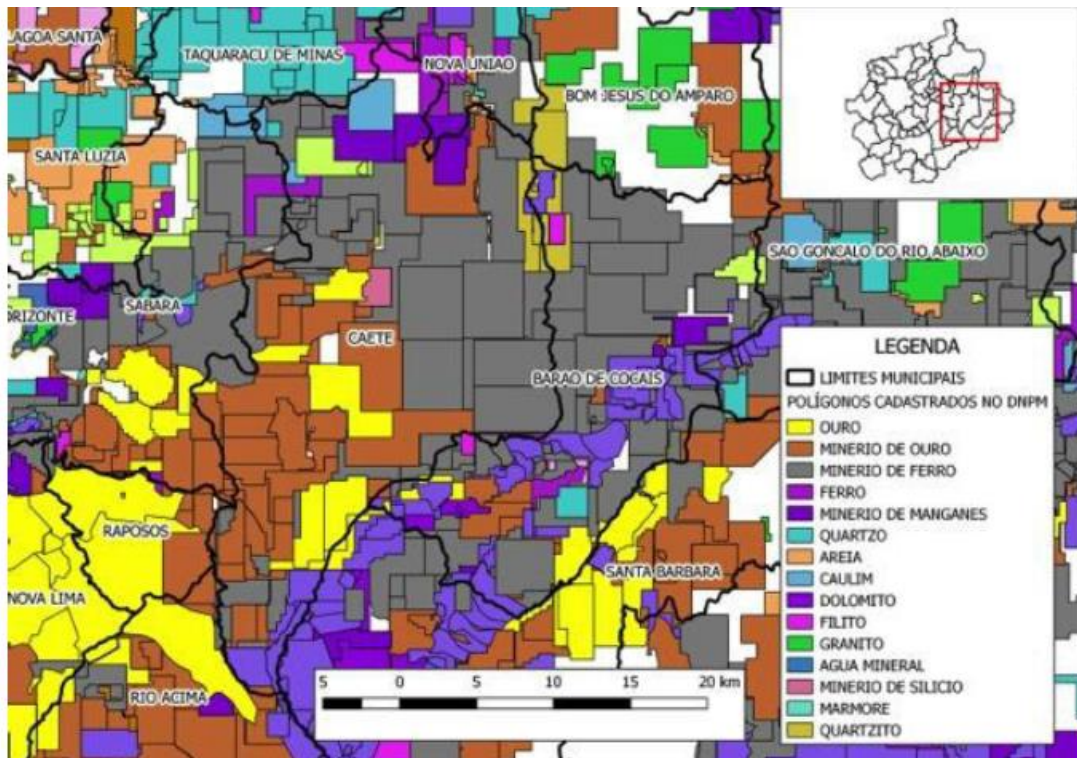 LAGOA SANTA
TAQUARACU DE MINAS
NOVA UNIAO
BOM JESUS DO AMPARO
SANTA LUZIA
SAO GONCALO DO RIO ABAIXO
SABARA
ORIZONTE
CAETE
BARAO DE COCAIS
RAPOSOS
NOVA LIMA
SANTA BARBARA
RIO ACIMA
5 0 5 10 15 20 km
LEGENDA
LIMITES MUNICIPAIS
POLÍGONOS CADASTRADOS NO DNPM
OURO
MINERIO DE OURO
MINERIO DE FERRO
FERRO
MINERIO DE MANGANES
QUARTZO
AREIA
CAULIM
DOLOMITO
FILITO
GRANITO
AGUA MINERAL
MINERIO DE SILICIO
MARMORE
QUARTZITO